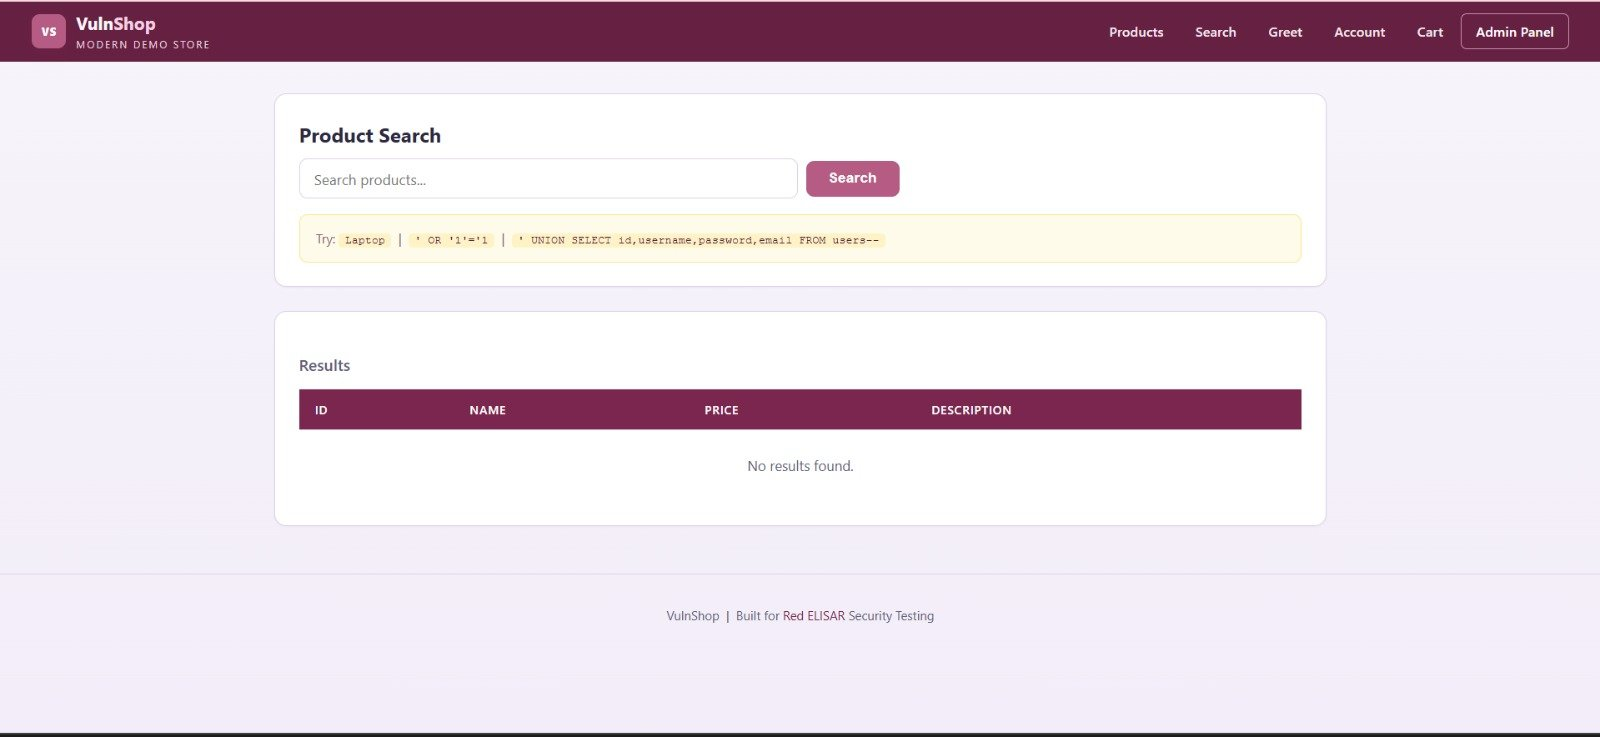 VS
VulnShop
MODERN DEMO STORE
Products Search Greet Account Cart Admin Panel
Product Search
Search products... Search
Try: Laptop | ' OR '1'='1 | ' UNION SELECT id,username,password,email FROM users--
Results
ID NAME PRICE DESCRIPTION
No results found.
VulnShop | Built for Red ELISAR Security Testing